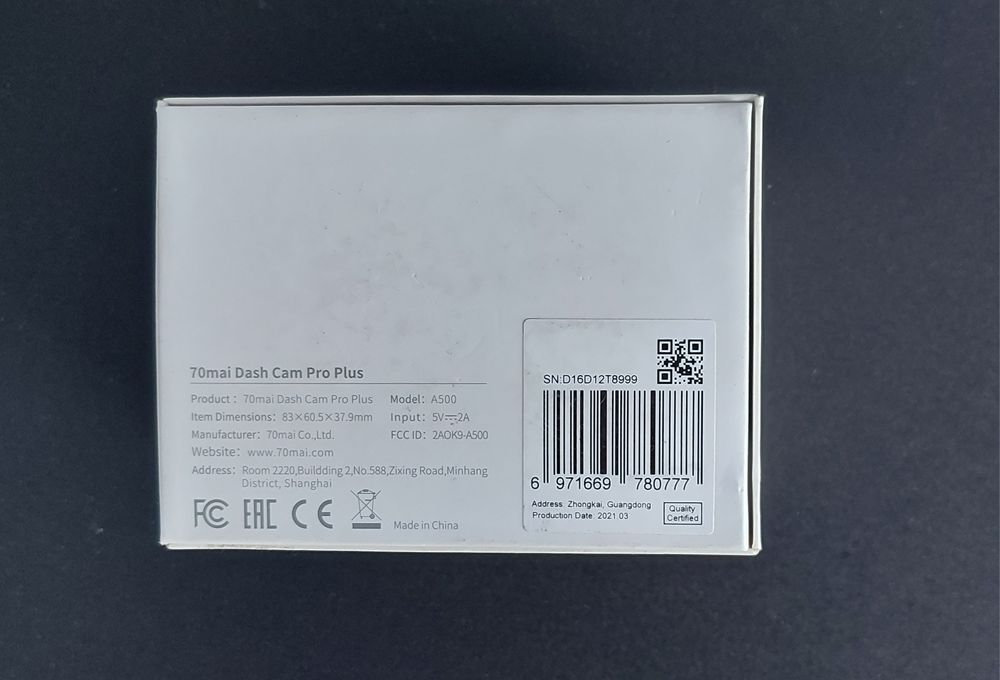 70mai Dash Cam Pro Plus
Product : 70mai Dash Cam Pro Plus Model: A500
Item Dimensions: 83×60.5×37.9mm Input: 5V⎓2A
Manufacturer: 70mai Co.,Ltd. FCC ID: 2AOK9-A500
Website: www.70mai.com
Address: Room 2220,Buildding 2,No.588,Zixing Road,Minhang
District, Shanghai
FC EAC CE
Made in China
SN:D16D12T8999
6 971669 780777
Address: Zhongkai, Guangdong
Production Date: 2021.03
Quality
Certified